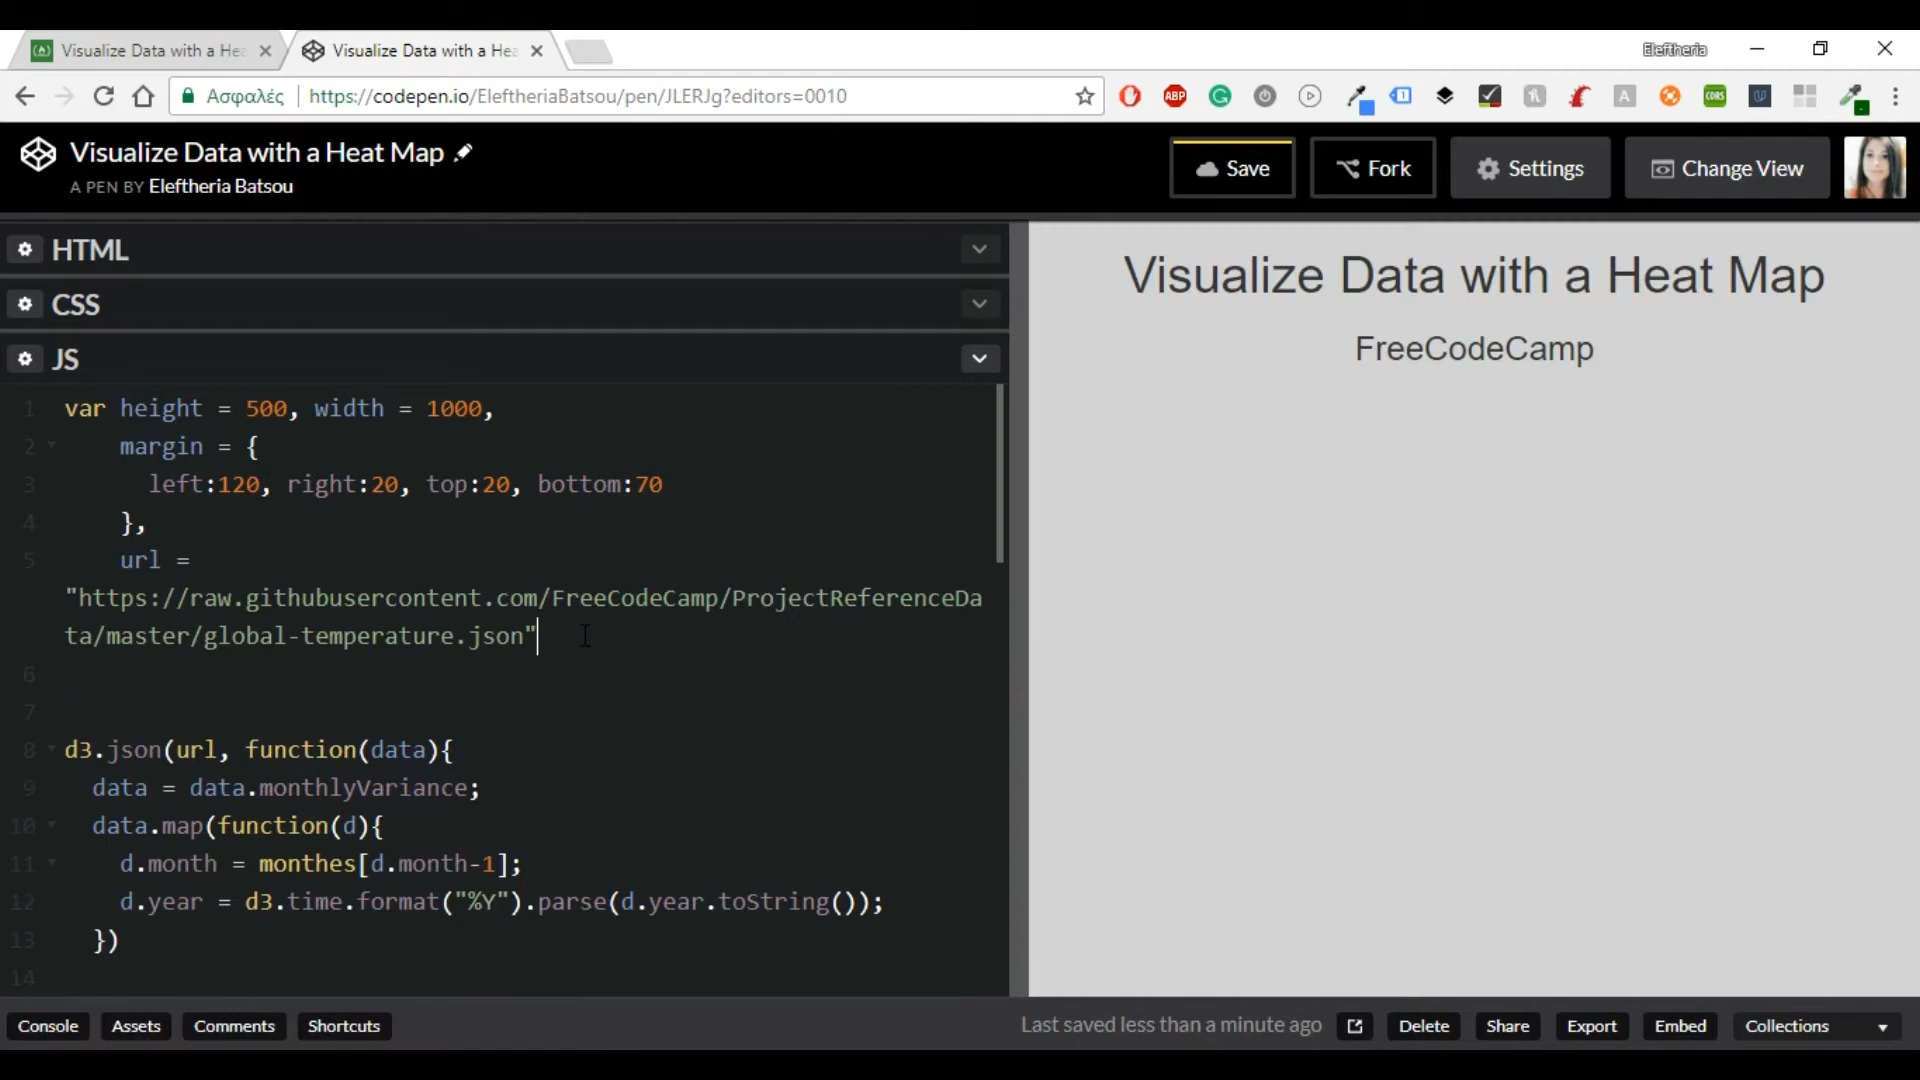 Visualize Data with a Hea
Visualize Data with a Hea
Eleftheria
Ασφαλές
https://codepen.io/EleftheriaBatsou/pen/JLERJg?editors=0010
ABP
1
A
CORS
Visualize Data with a Heat Map
A PEN BY Eleftheria Batsou
Save
Fork
Settings
Change View
HTML
CSS
JS
1 var height = 500, width = 1000,
2 margin = {
3 left:120, right:20, top:20, bottom:70
4 },
5 url =
"https://raw.githubusercontent.com/FreeCodeCamp/ProjectReferenceDa
ta/master/global-temperature.json"
6
7
8 d3.json(url, function(data){
9 data = data.monthlyVariance;
10 data.map(function(d){
11 d.month = monthes[d.month-1];
12 d.year = d3.time.format("%Y").parse(d.year.toString());
13 })
14
Visualize Data with a Heat Map
FreeCodeCamp
Console
Assets
Comments
Shortcuts
Last saved less than a minute ago
Delete
Share
Export
Embed
Collections